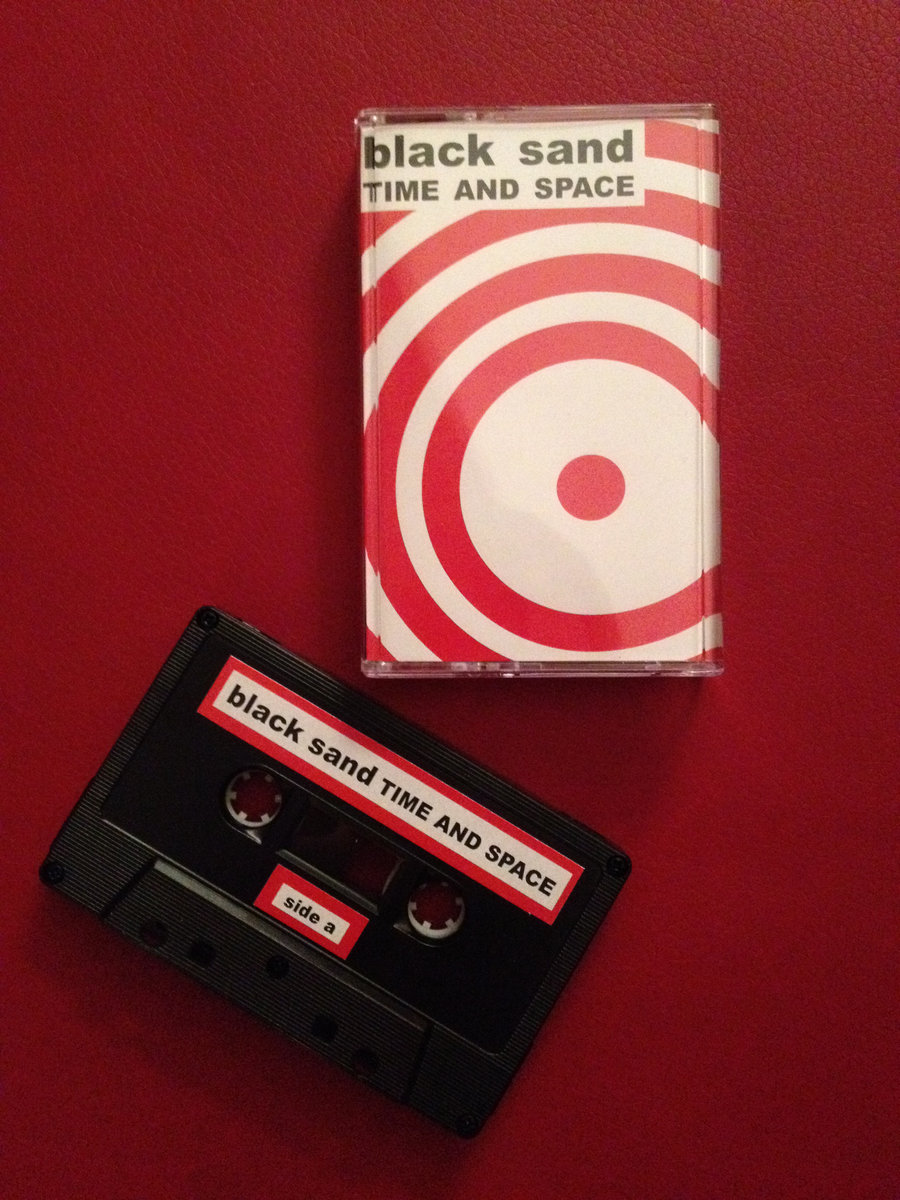 black sand
TIME AND SPACE
black sand TIME AND SPACE
side a